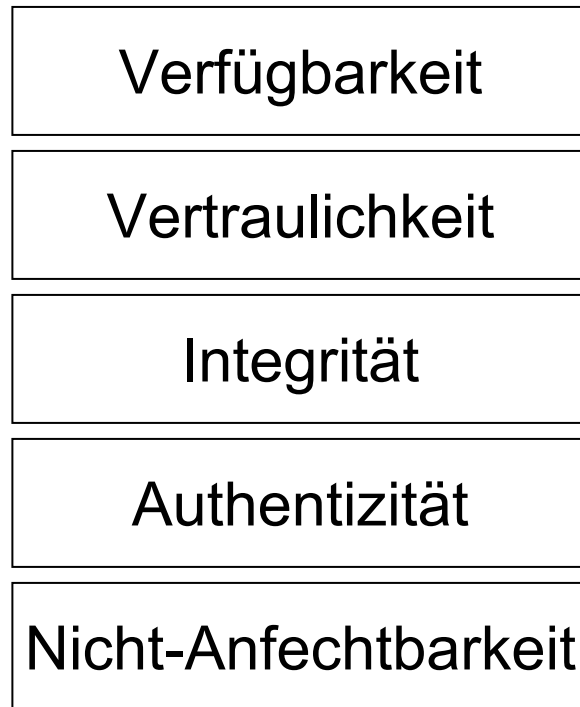 Verfügbarkeit
Vertraulichkeit
Integrität
Authentizität
Nicht-Anfechtbarkeit